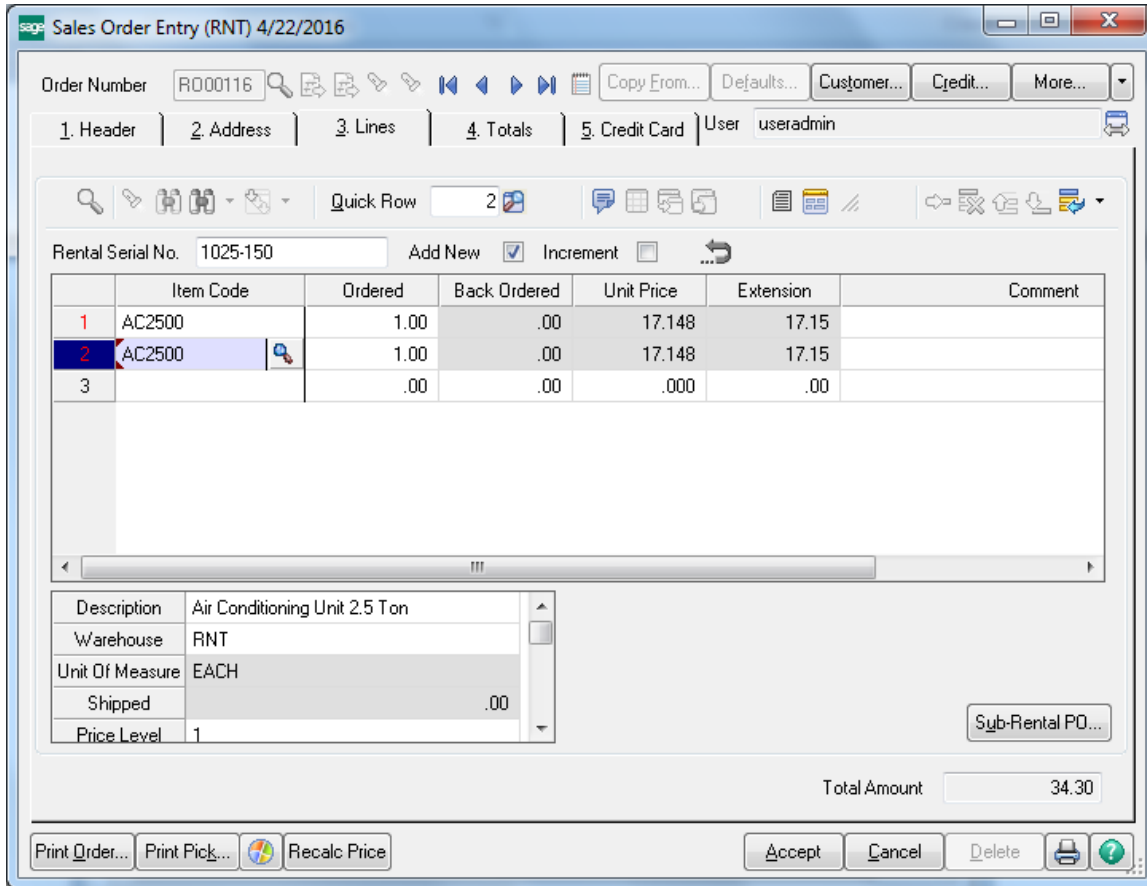 sage Sales Order Entry (RNT) 4/22/2016
Order Number RO00116 Copy From... Defaults... Customer... Credit... More...
1. Header 2. Address 3. Lines 4. Totals 5. Credit Card User useradmin
Quick Row 2
Rental Serial No. 1025-150 Add New Increment
Item Code Ordered Back Ordered Unit Price Extension Comment
1 AC2500 1.00 .00 17.148 17.15
2 AC2500 1.00 .00 17.148 17.15
3 .00 .00 .000 .00
Description Air Conditioning Unit 2.5 Ton
Warehouse RNT
Unit Of Measure EACH
Shipped .00
Price Level 1
Sub-Rental PO...
Total Amount 34.30
Print Order... Print Pick... Recalc Price Accept Cancel Delete